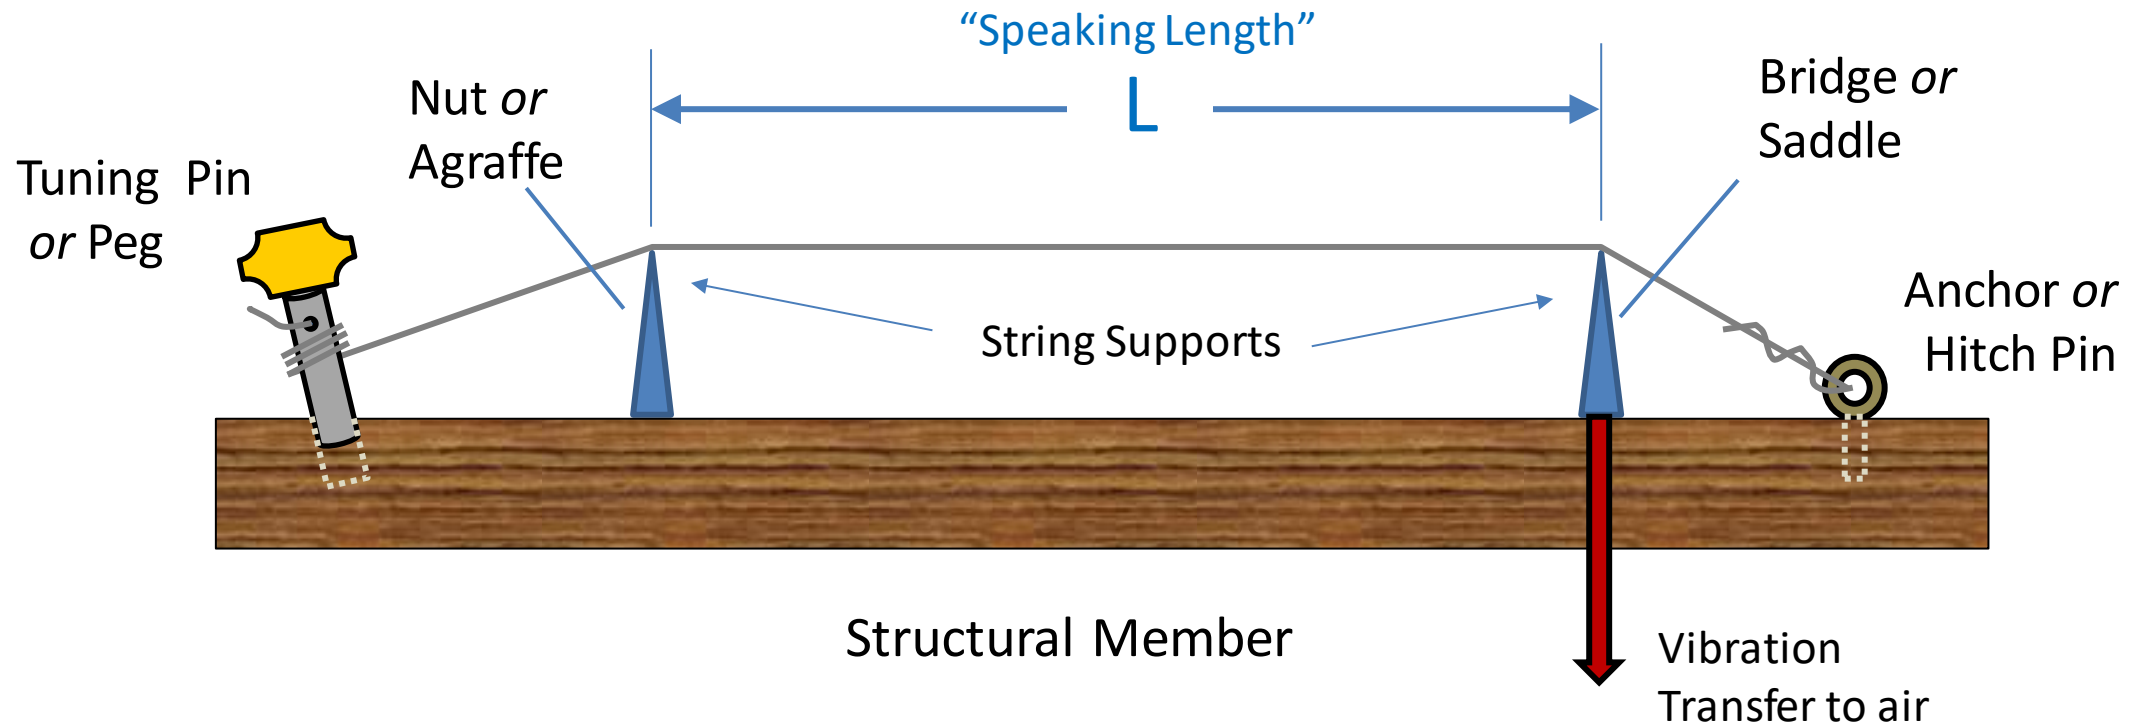 “Speaking Length”
L
Nut or
Agraffe
Bridge or
Saddle
Tuning Pin
or Peg
String Supports
Anchor or
Hitch Pin
Structural Member
Vibration
Transfer to air